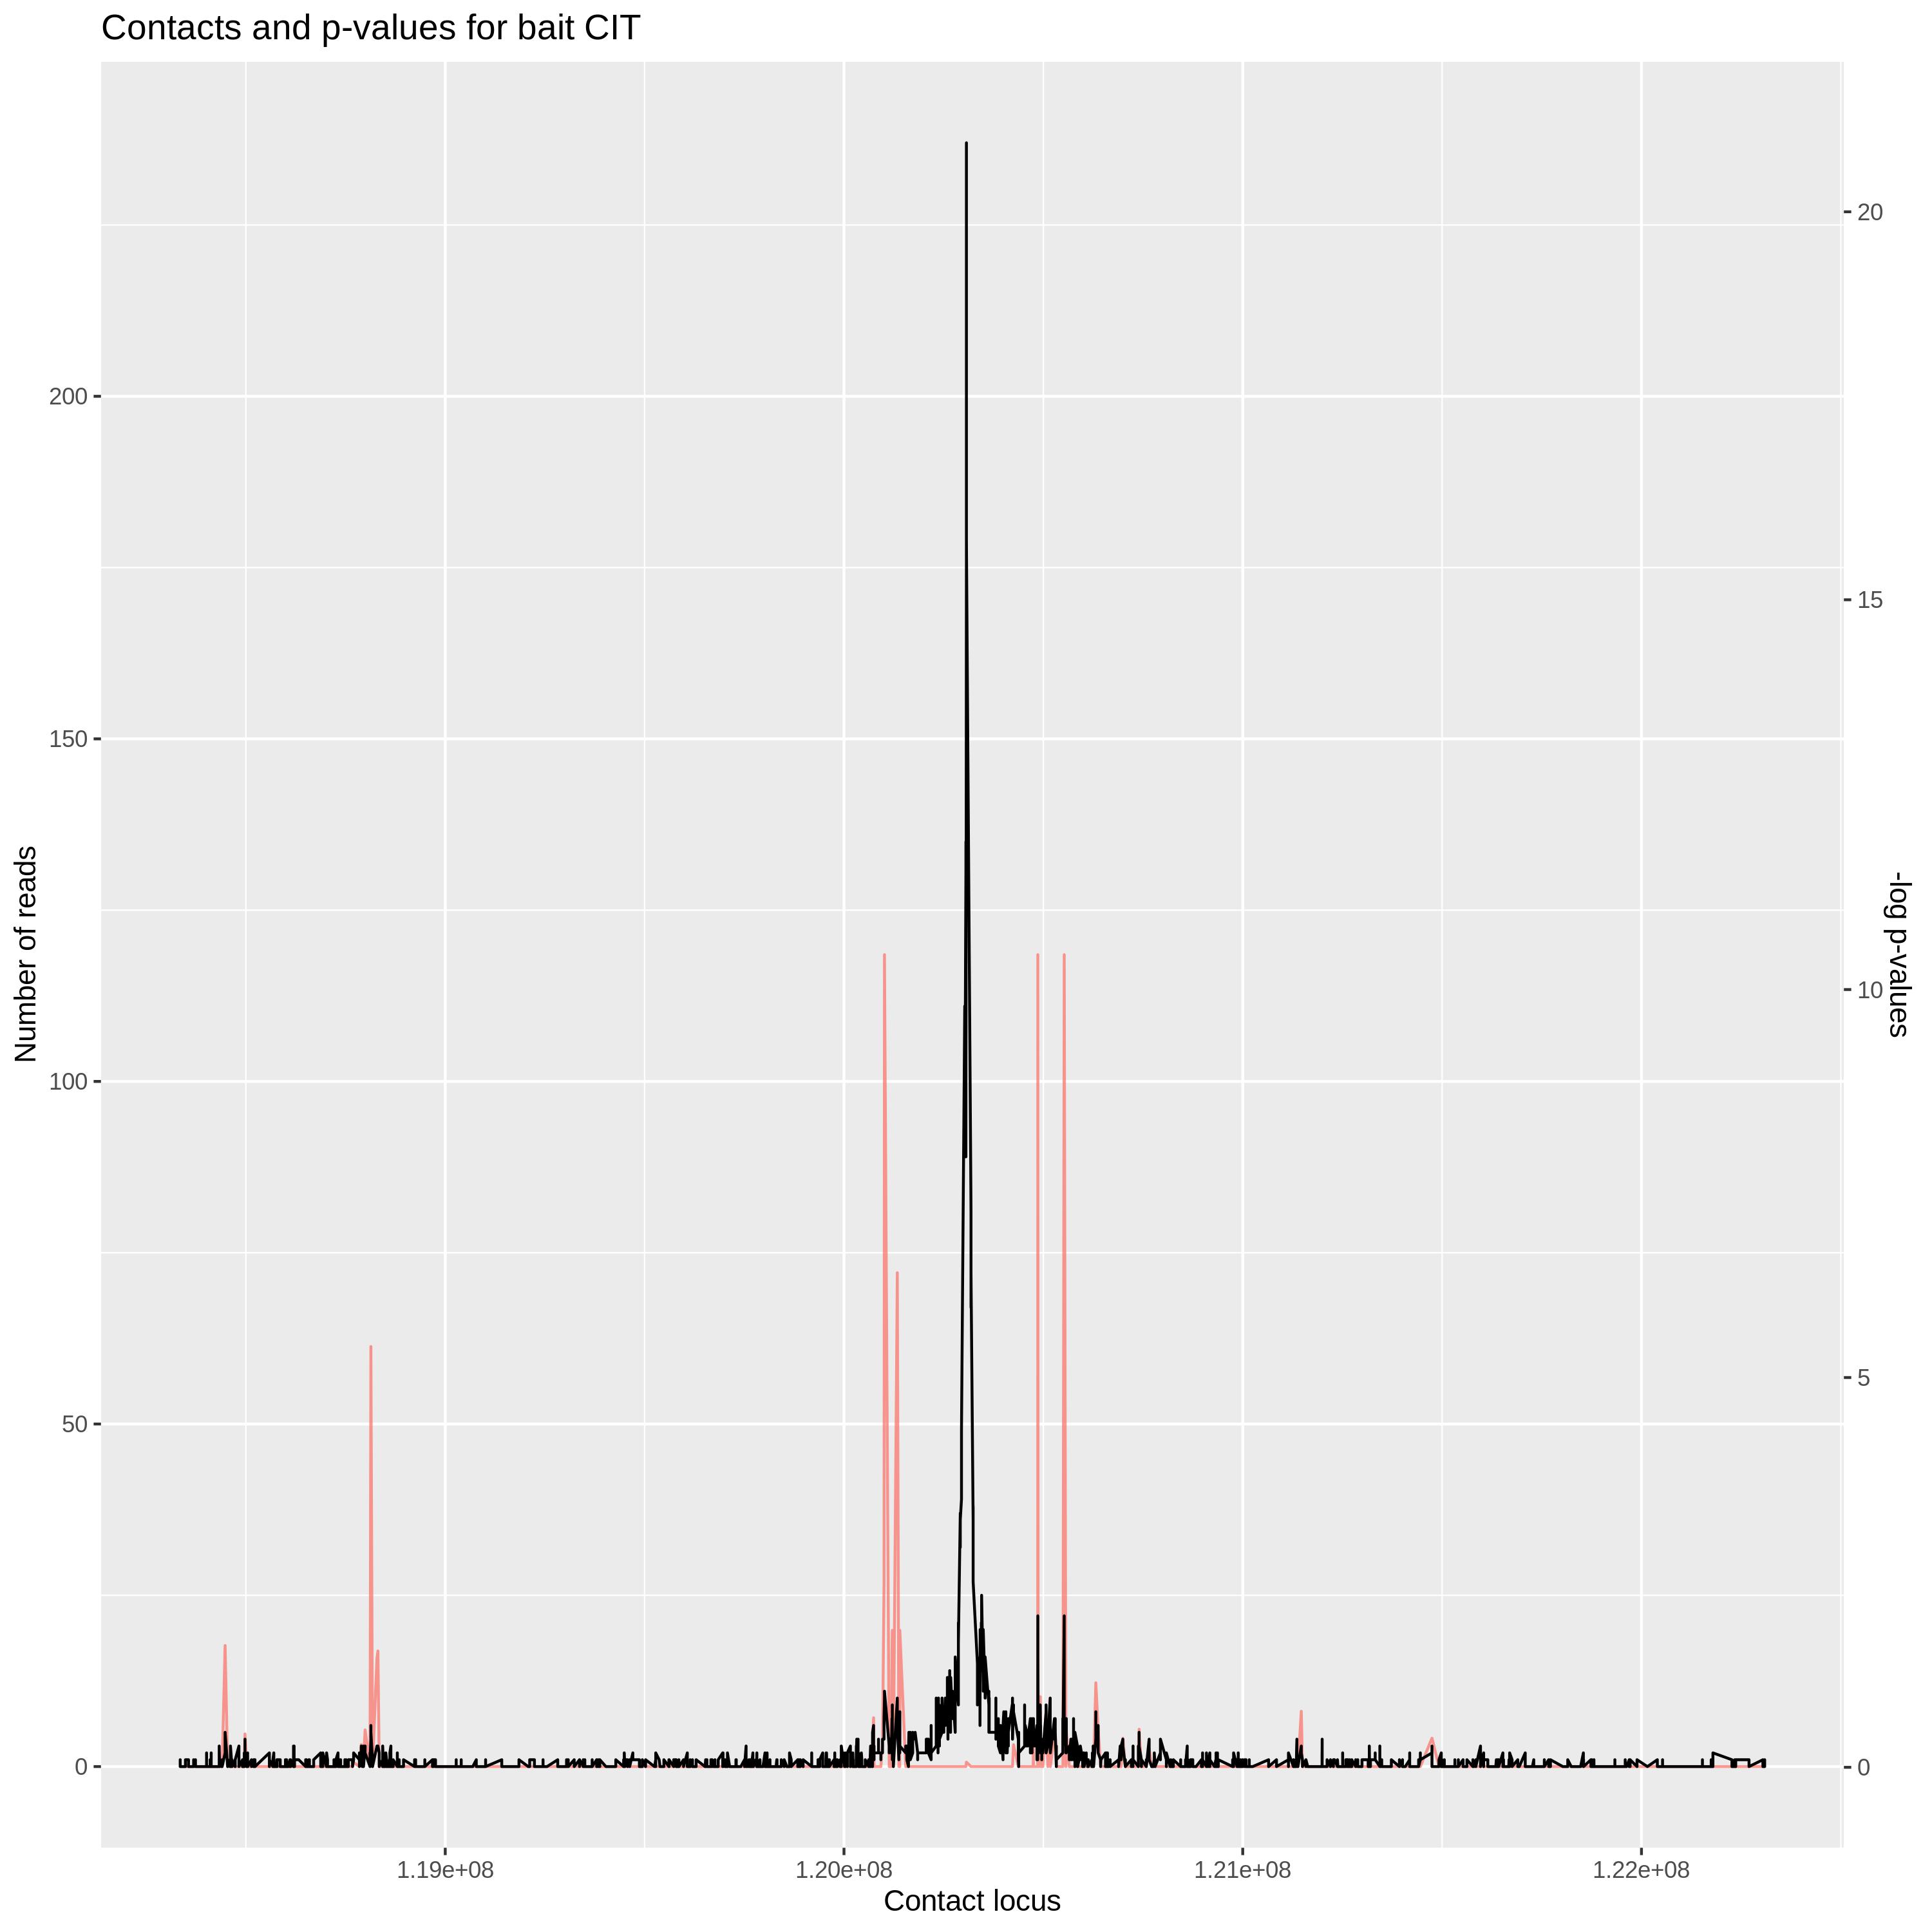 Contacts and p-values for bait CIT
Number of reads
200
150
100
50
0
20
15
10
5
0
-log p-values
1.19e+08
1.20e+08
1.21e+08
1.22e+08
Contact locus